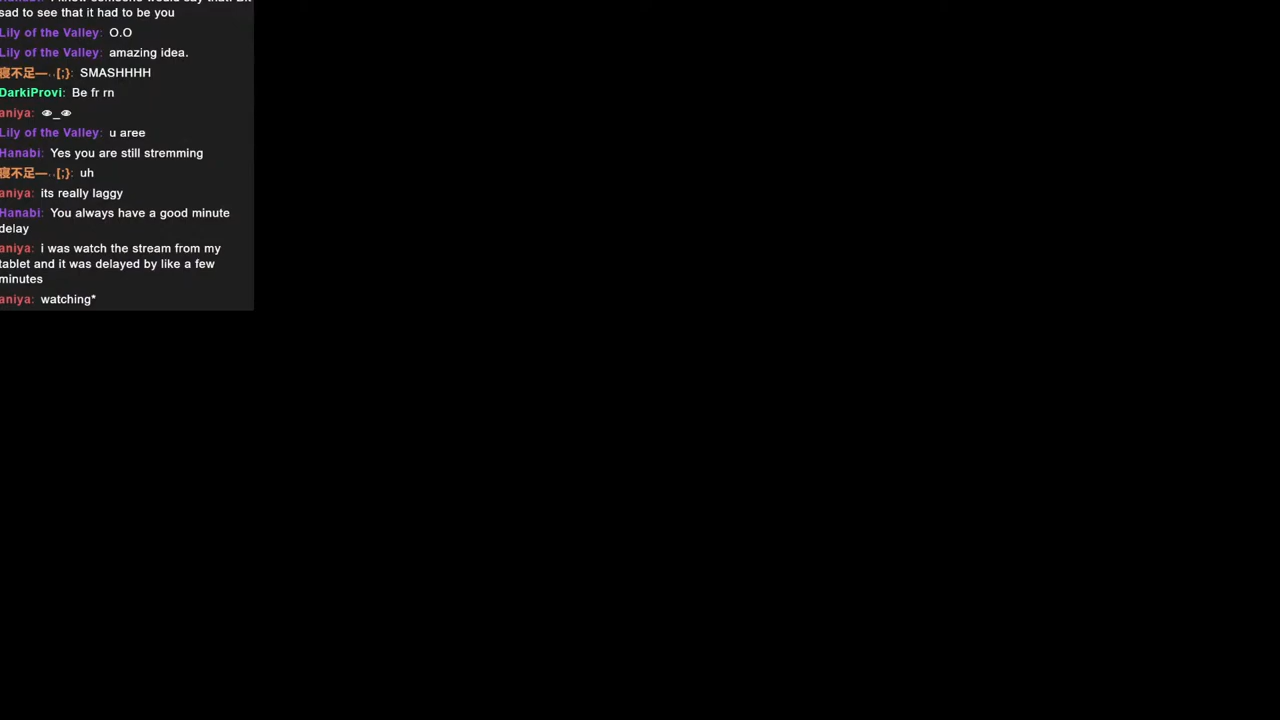 sad to see that it had to be you
Lily of the Valley: O.O
Lily of the Valley: amazing idea.
寝不足—..[;}: SMASHHHH
DarkiProvi: Be fr rn
aniya: 👁_👁
Lily of the Valley: u aree
Hanabi: Yes you are still stremming
寝不足—..[;}: uh
aniya: its really laggy
Hanabi: You always have a good minute
delay
aniya: i was watch the stream from my
tablet and it was delayed by like a few
minutes
aniya: watching*